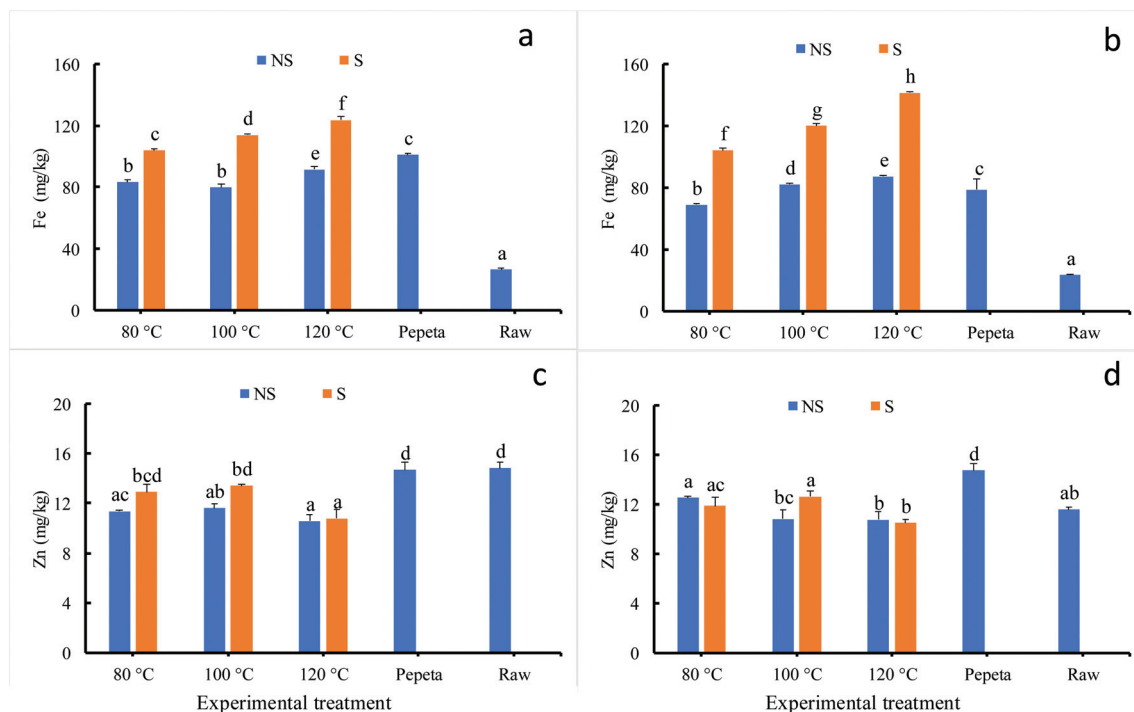 a
NS S
160
120
80
40
0
Fe (mg/kg)
b c b d e f c a
80 °C 100 °C 120 °C Pepeta Raw
b
NS S
160
120
80
40
0
Fe (mg/kg)
b f d g e h c a
80 °C 100 °C 120 °C Pepeta Raw
c
NS S
20
16
12
8
4
0
Zn (mg/kg)
ac bcd ab bd a a d d
80 °C 100 °C 120 °C Pepeta Raw
Experimental treatment
d
NS S
20
16
12
8
4
0
Zn (mg/kg)
a ac bc a b b d ab
80 °C 100 °C 120 °C Pepeta Raw
Experimental treatment